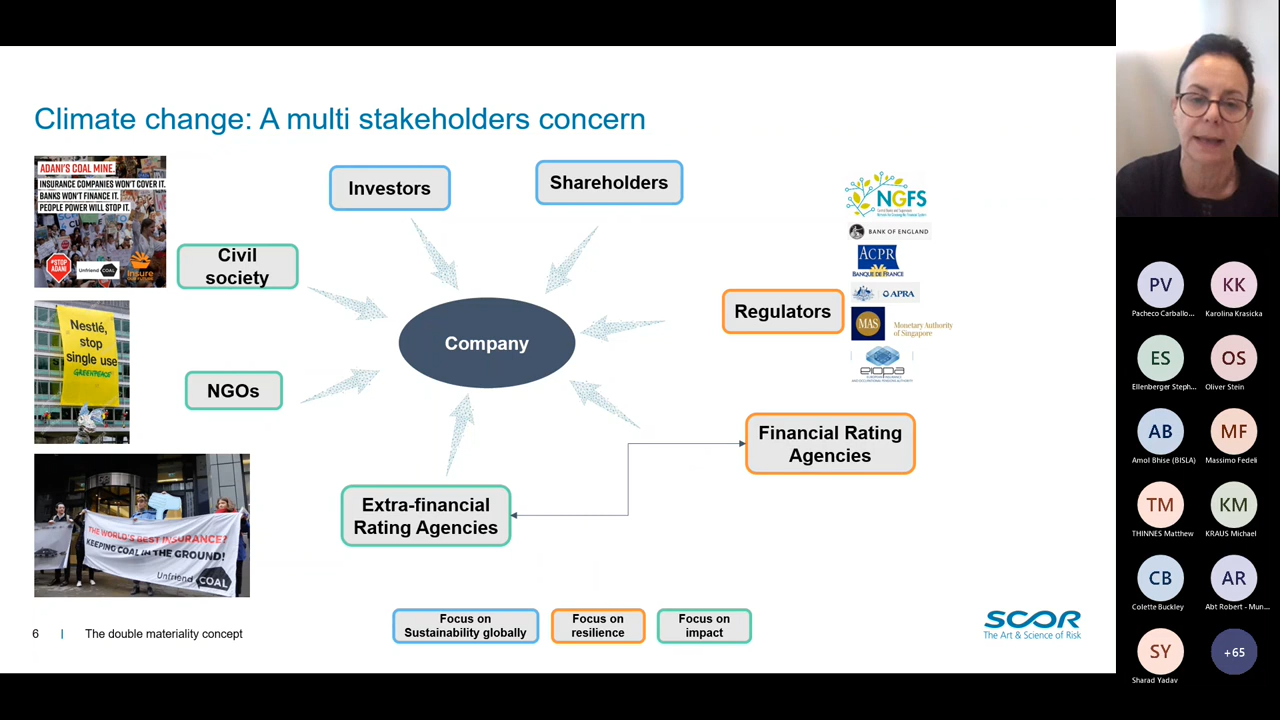 Climate change: A multi stakeholders concern
ADANI'S COAL MINE.
INSURANCE COMPANIES WON'T COVER IT.
BANKS WON'T FINANCE IT.
PEOPLE POWER WILL STOP IT.
#STOP
ADANI
Unfriend COAL
Insure
Investors
Shareholders
Civil
society
NGFS
BANK OF ENGLAND
ACPR
BANQUE DE FRANCE
APRA
MAS
Monetary Authority
of Singapore
eiopa
Regulators
Company
Nestlé,
stop
single use
GREENPEACE
NGOs
Financial Rating
Agencies
Extra-financial
Rating Agencies
THE WORLD'S BEST INSURANCE?
KEEPING COAL IN THE GROUND!
Unfriend COAL
Focus on
Sustainability globally
Focus on
resilience
Focus on
impact
6 | The double materiality concept
SCOR
The Art & Science of Risk
PV
Pacheco Carballo...
KK
Karolina Krasicka
ES
Ellenberger Steph...
OS
Oliver Stein
AB
Amol Bhise (BISLA)
MF
Massimo Fedeli
TM
THINNES Matthew
KM
KRAUS Michael
CB
Colette Buckley
AR
Abt Robert - Mun...
SY
Sharad Yadav
+65